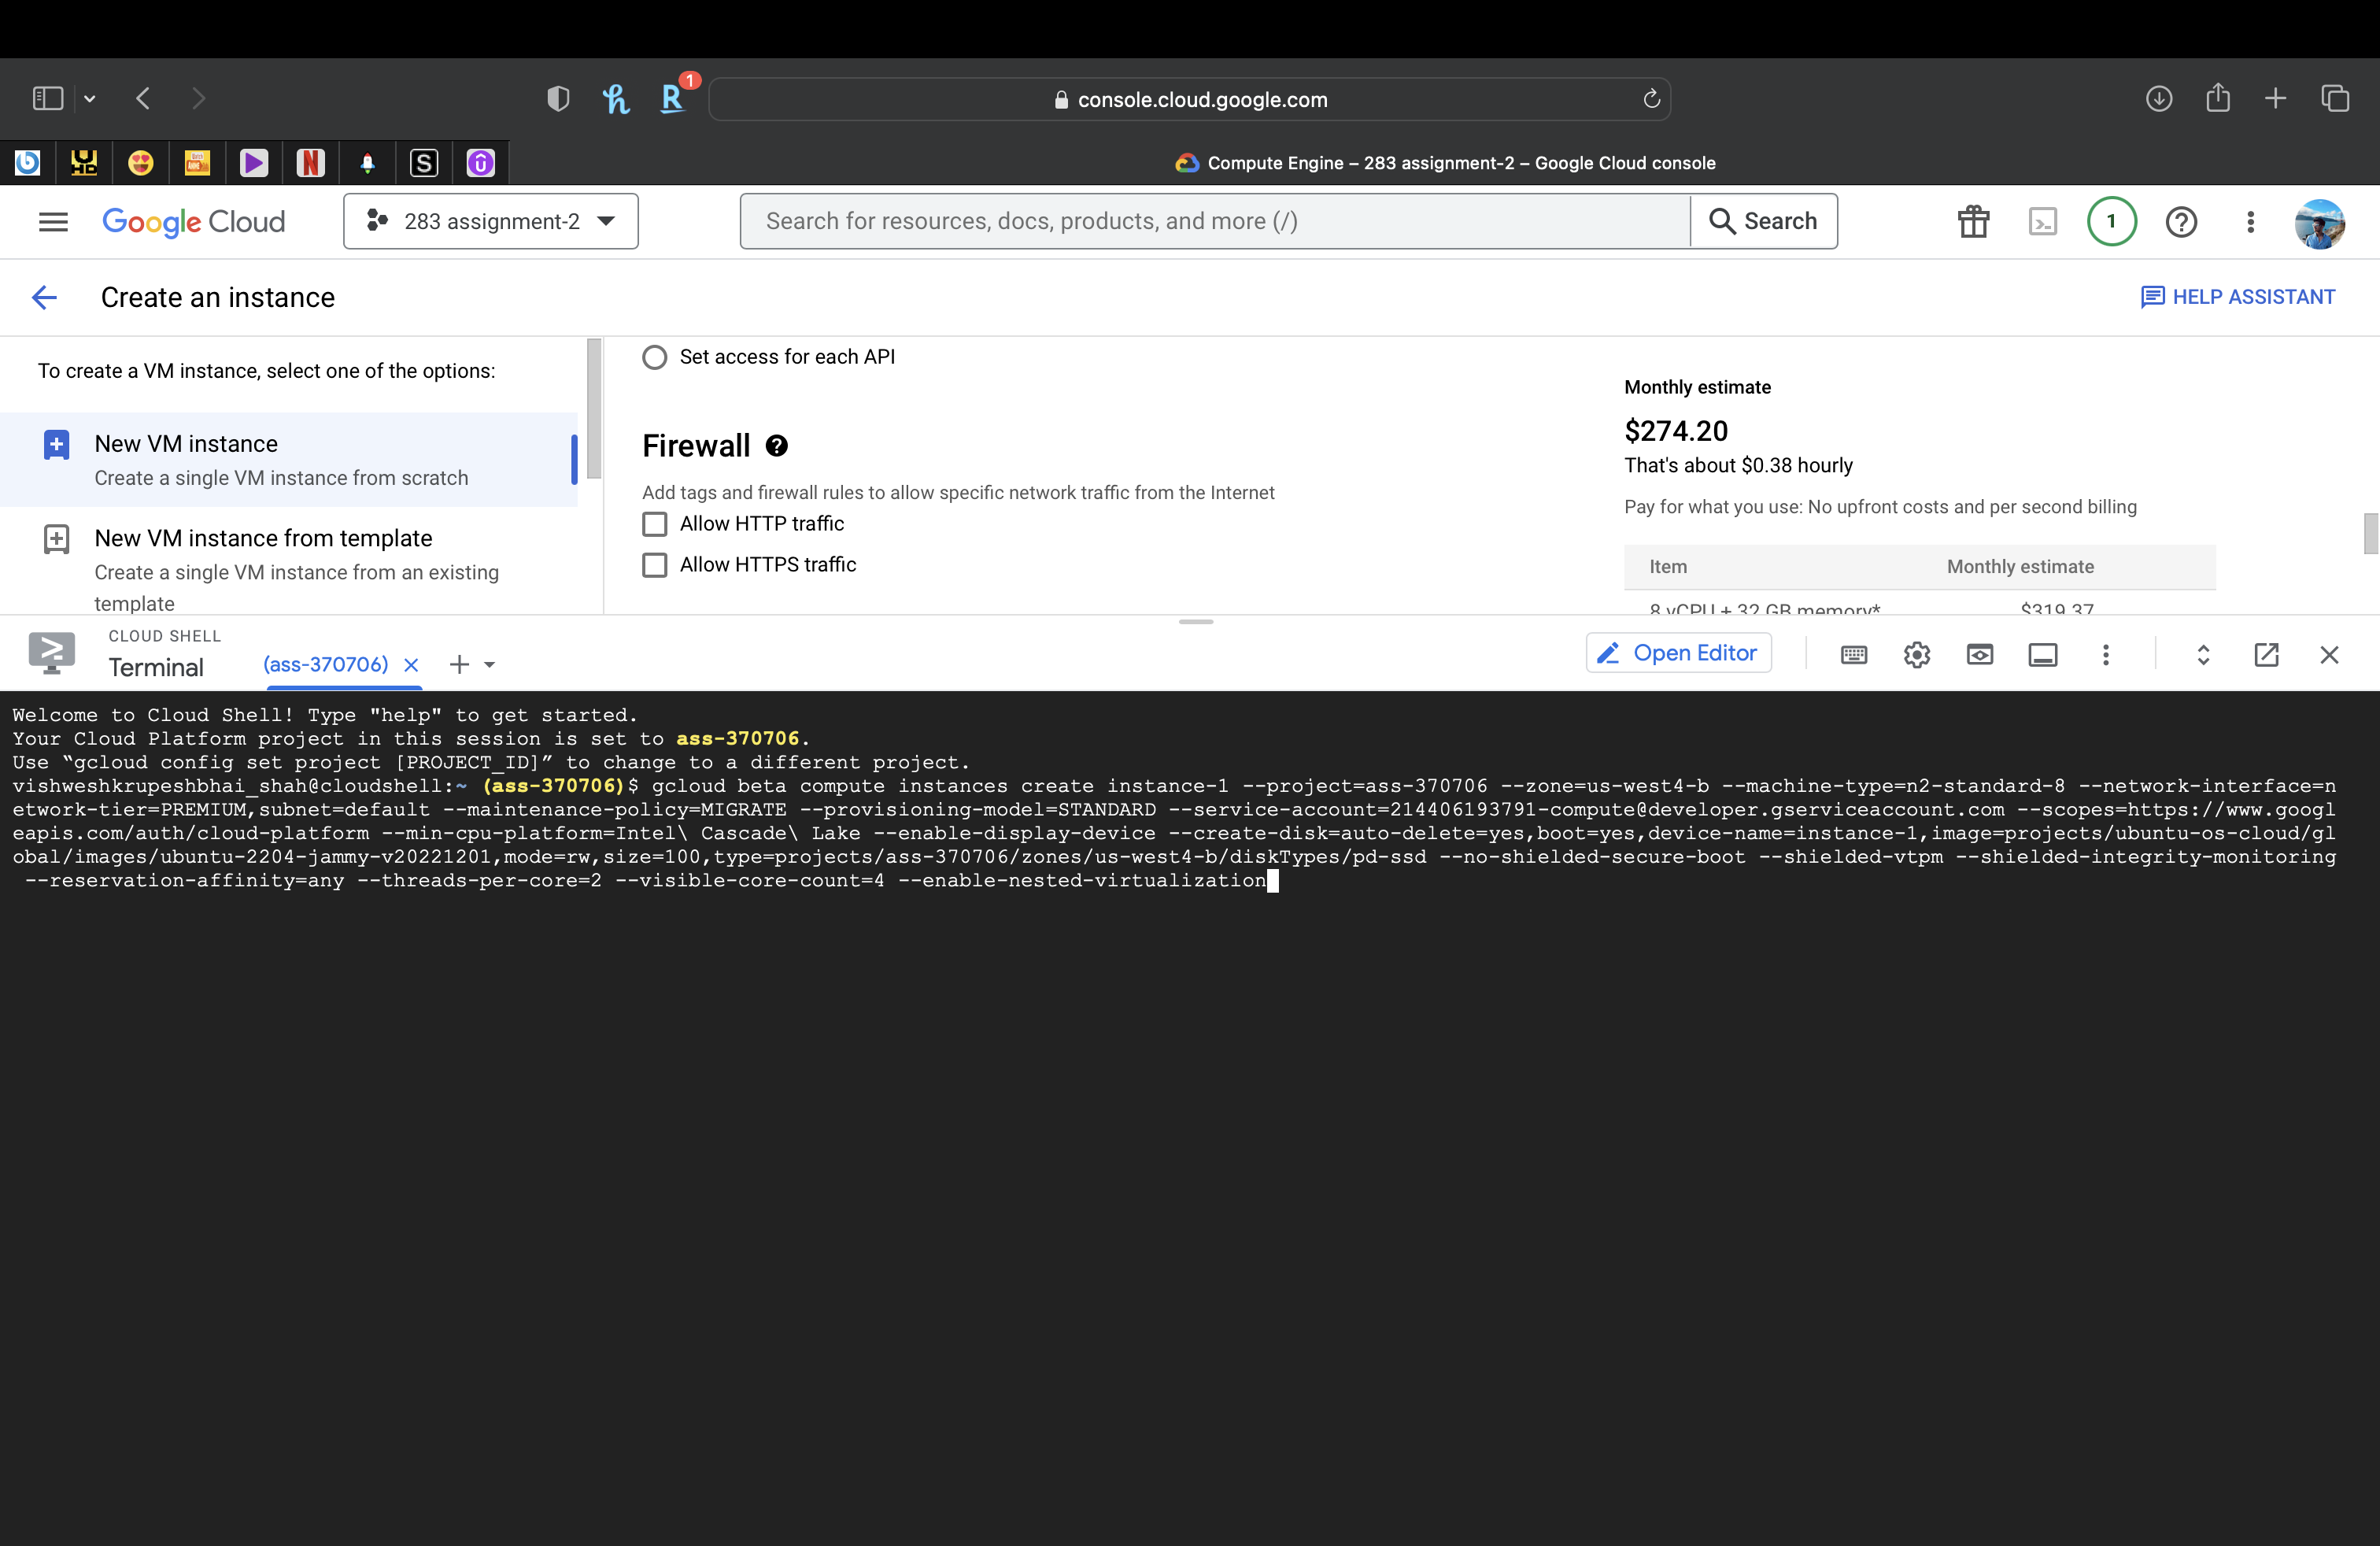 1
console.cloud.google.com
Compute Engine – 283 assignment-2 – Google Cloud console
Google Cloud
283 assignment-2
Search for resources, docs, products, and more (/)
Search
1
Create an instance
HELP ASSISTANT
To create a VM instance, select one of the options:
New VM instance
Create a single VM instance from scratch
New VM instance from template
Create a single VM instance from an existing
template
Set access for each API
Firewall
Add tags and firewall rules to allow specific network traffic from the Internet
Allow HTTP traffic
Allow HTTPS traffic
Monthly estimate
$274.20
That's about $0.38 hourly
Pay for what you use: No upfront costs and per second billing
Item Monthly estimate
8 vCPU + 32 GB memory* $319.37
CLOUD SHELL
Terminal
(ass-370706)
Open Editor
Welcome to Cloud Shell! Type "help" to get started.
Your Cloud Platform project in this session is set to ass-370706.
Use “gcloud config set project [PROJECT_ID]” to change to a different project.
vishweshkrupeshbhai_shah@cloudshell:~ (ass-370706)$ gcloud beta compute instances create instance-1 --project=ass-370706 --zone=us-west4-b --machine-type=n2-standard-8 --network-interface=n
etwork-tier=PREMIUM,subnet=default --maintenance-policy=MIGRATE --provisioning-model=STANDARD --service-account=214406193791-compute@developer.gserviceaccount.com --scopes=https://www.googl
eapis.com/auth/cloud-platform --min-cpu-platform=Intel\ Cascade\ Lake --enable-display-device --create-disk=auto-delete=yes,boot=yes,device-name=instance-1,image=projects/ubuntu-os-cloud/gl
obal/images/ubuntu-2204-jammy-v20221201,mode=rw,size=100,type=projects/ass-370706/zones/us-west4-b/diskTypes/pd-ssd --no-shielded-secure-boot --shielded-vtpm --shielded-integrity-monitoring
--reservation-affinity=any --threads-per-core=2 --visible-core-count=4 --enable-nested-virtualization